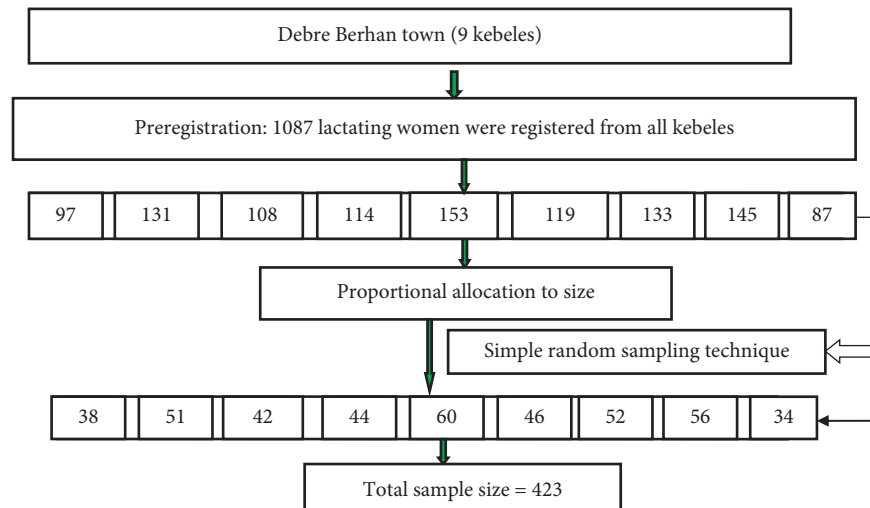 Debre Berhan town (9 kebeles)
Preregistration: 1087 lactating women were registered from all kebeles
97 131 108 114 153 119 133 145 87
Proportional allocation to size
Simple random sampling technique
38 51 42 44 60 46 52 56 34
Total sample size = 423